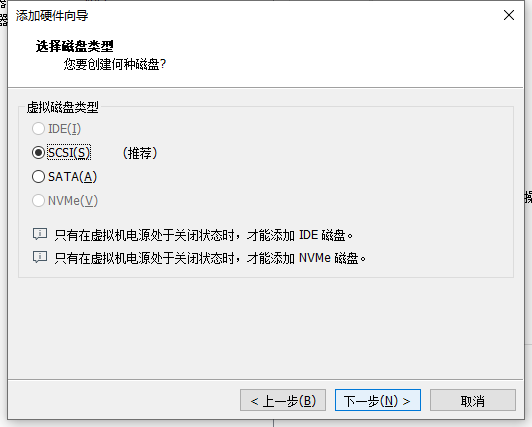 添加硬件向导
选择磁盘类型
您要创建何种磁盘?
虚拟磁盘类型
IDE(I)
SCSI(S) （推荐）
SATA(A)
NVMe(V)
只有在虚拟机电源处于关闭状态时，才能添加 IDE 磁盘。
只有在虚拟机电源处于关闭状态时，才能添加 NVMe 磁盘。
< 上一步(B) 下一步(N) > 取消